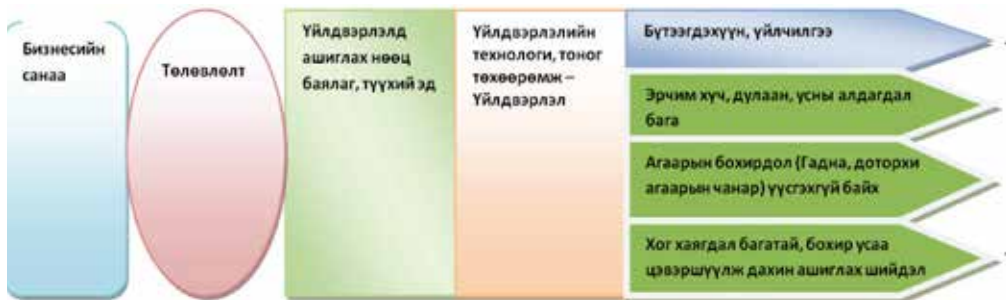 Бизнесийн
санаа
Төлөвлөлт
Үйлдвэрлэлд
ашиглах нөөц
баялаг, түүхий эд
Үйлдвэрлэлийн
технологи, тоног
төхөөрөмж –
Үйлдвэрлэл
Бүтээгдэхүүн, үйлчилгээ
Эрчим хүч, дулаан, усны алдагдал
бага
Агаарын бохирдол (Гадна, доторхи
агаарын чанар) үүсгэхгүй байх
Хог хаягдал багатай, бохир усаа
цэвэршүүлж дахин ашиглах шийдэл